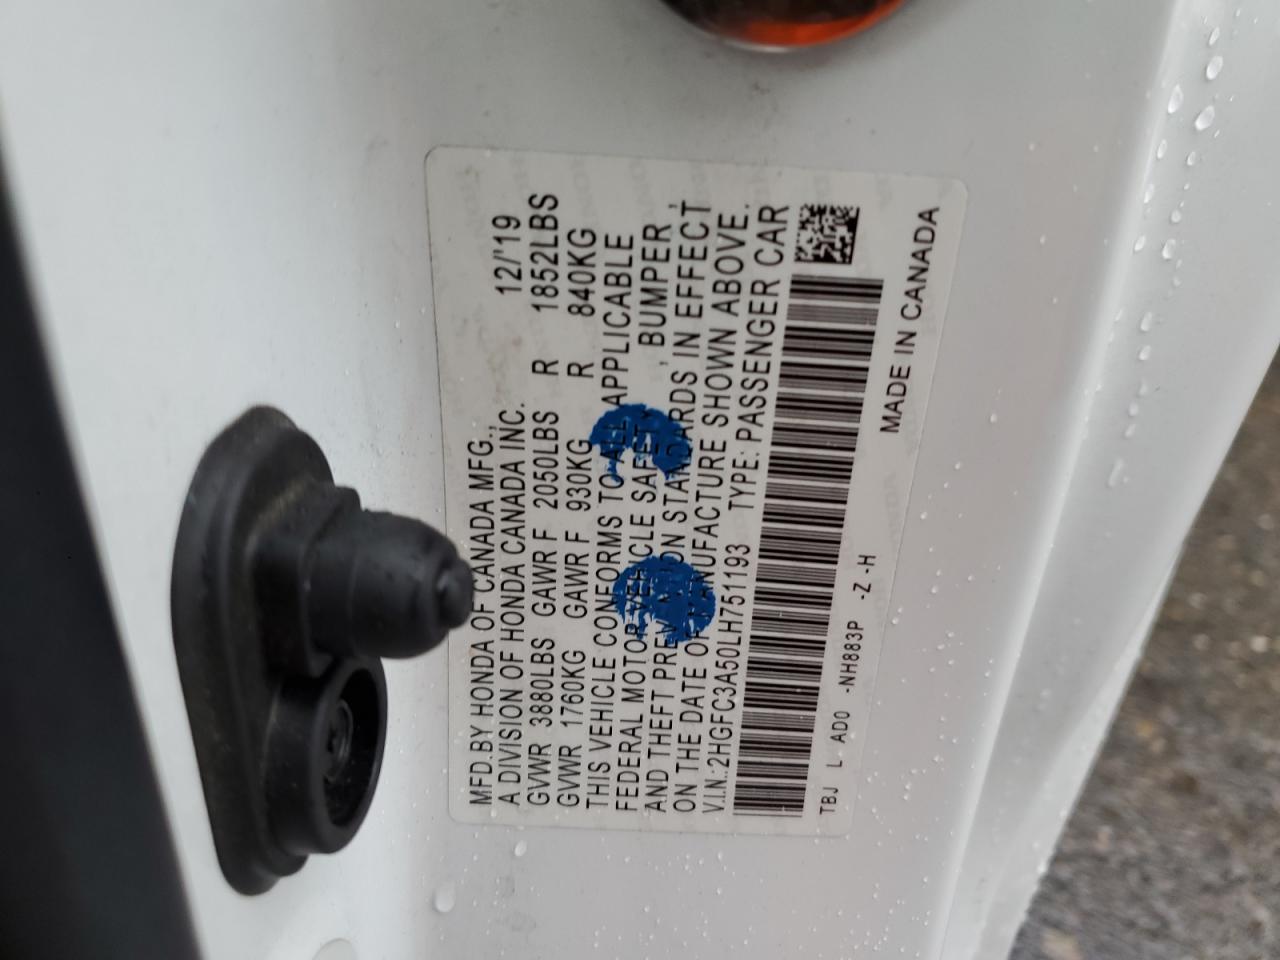 MFD.BY HONDA OF CANADA MFG.,
A DIVISION OF HONDA CANADA INC. 12/'19
GVWR 3880LBS GAWR F 2050LBS R 1852LBS
GVWR 1760KG GAWR F 930KG R 840KG
THIS VEHICLE CONFORMS TO ALL APPLICABLE
FEDERAL MOTOR VEHICLE SAFETY, BUMPER,
AND THEFT PREVENTION STANDARDS IN EFFECT
ON THE DATE OF MANUFACTURE SHOWN ABOVE.
V.I.N.:2HGFC3A50LH751193 TYPE: PASSENGER CAR
TBJ L- AD0 -NH883P -Z -H
MADE IN CANADA